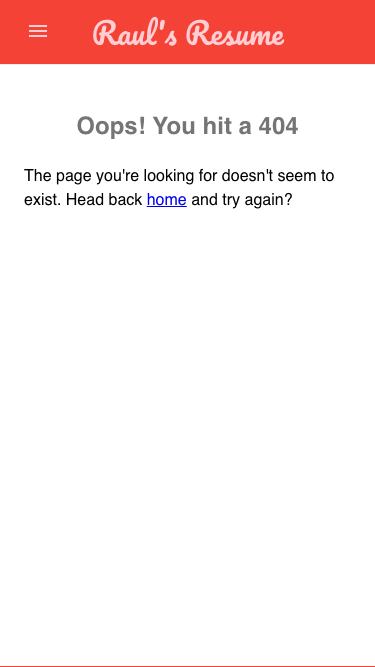 Raul's Resume
Oops! You hit a 404
The page you're looking for doesn't seem to
exist. Head back home and try again?